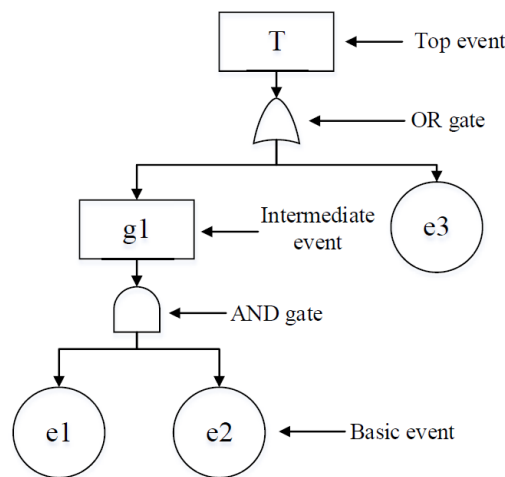 T
Top event
OR gate
g1
Intermediate
event
e3
AND gate
e1
e2
Basic event